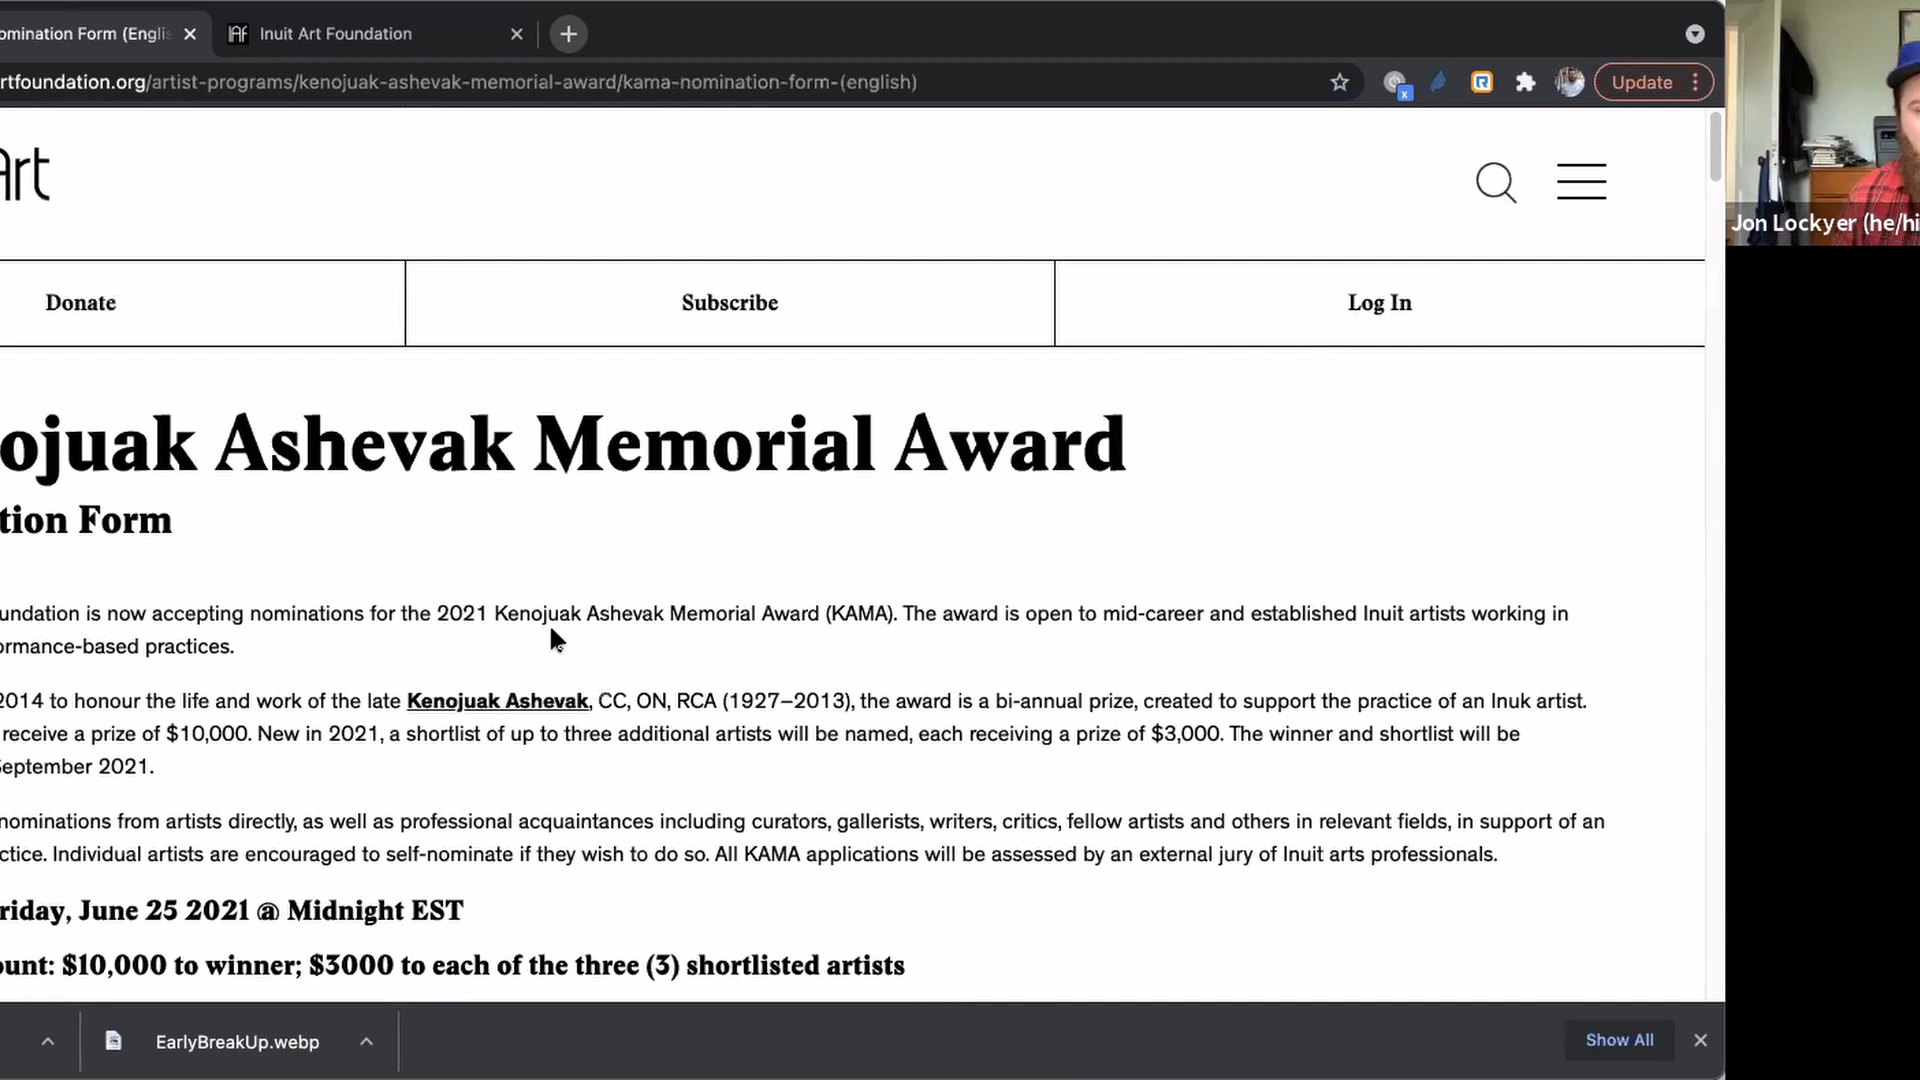 omination Form (Engli
Inuit Art Foundation
rtfoundation.org/artist-programs/kenojuak-ashevak-memorial-award/kama-nomination-form-(english)
Update
Art
Jon Lockyer (he/hi
Donate
Subscribe
Log In
ojuak Ashevak Memorial Award
tion Form
undation is now accepting nominations for the 2021 Kenojuak Ashevak Memorial Award (KAMA). The award is open to mid-career and established Inuit artists working in
ormance-based practices.
2014 to honour the life and work of the late Kenojuak Ashevak, CC, ON, RCA (1927–2013), the award is a bi-annual prize, created to support the practice of an Inuk artist.
receive a prize of $10,000. New in 2021, a shortlist of up to three additional artists will be named, each receiving a prize of $3,000. The winner and shortlist will be
September 2021.
nominations from artists directly, as well as professional acquaintances including curators, gallerists, writers, critics, fellow artists and others in relevant fields, in support of an
ctice. Individual artists are encouraged to self-nominate if they wish to do so. All KAMA applications will be assessed by an external jury of Inuit arts professionals.
riday, June 25 2021 @ Midnight EST
ount: $10,000 to winner; $3000 to each of the three (3) shortlisted artists
EarlyBreakUp.webp
Show All